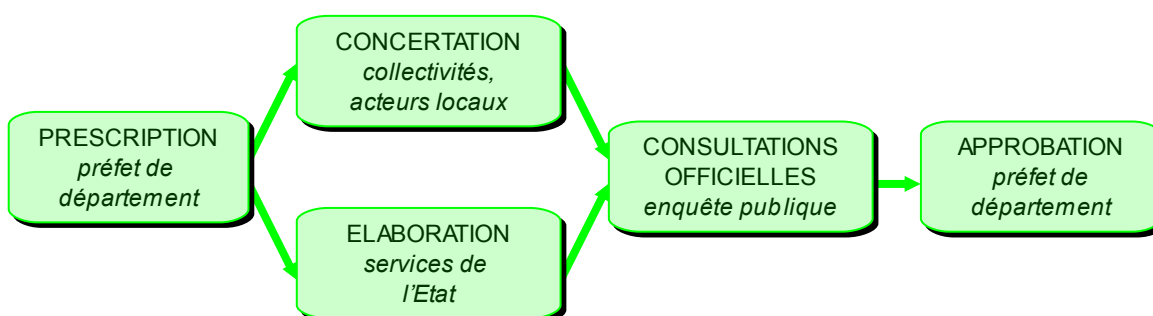 PRESCRIPTION
préfet de
département
CONCERTATION
collectivités,
acteurs locaux
ELABORATION
services de
l’Etat
CONSULTATIONS
OFFICIELLES
enquête publique
APPROBATION
préfet de
département